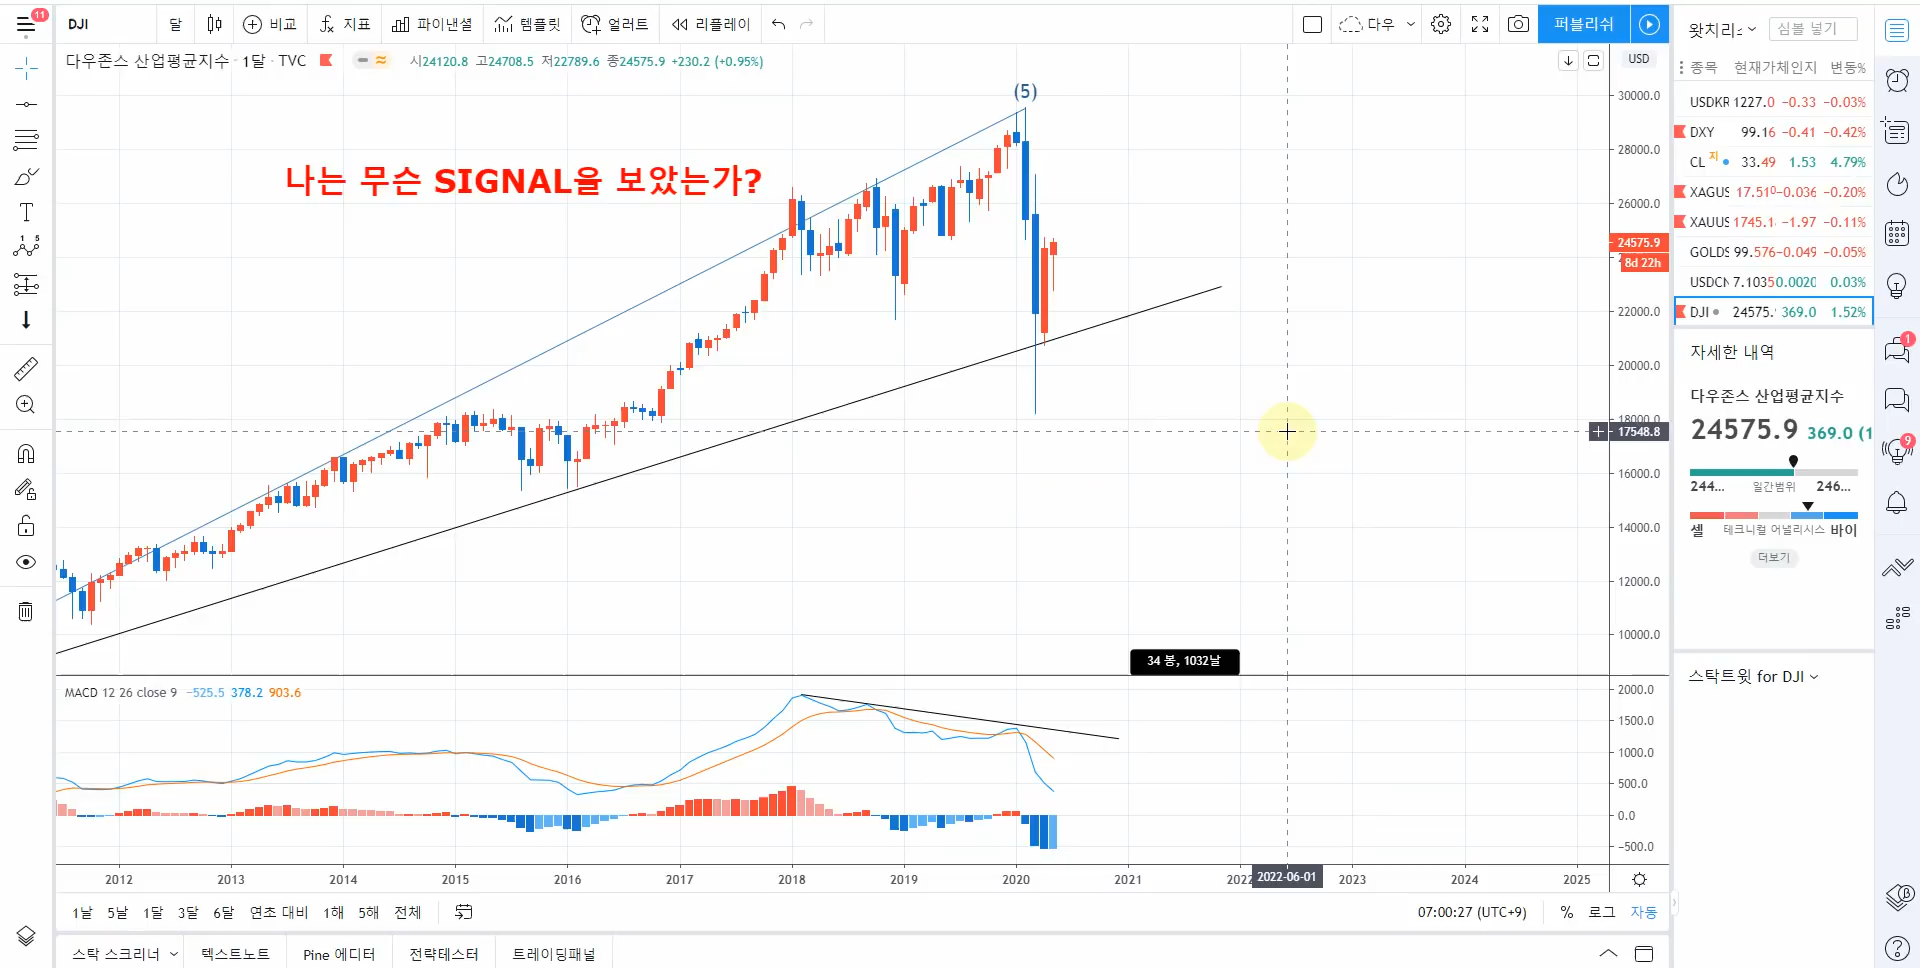 11
DJI
달
비교
지표
파이낸셜
템플릿
얼러트
리플레이
다우
퍼블리쉬
왓치리스
심볼 넣기
다우존스 산업평균지수 · 1달 · TVC
시24120.8 고24708.5 저22789.6 종24575.9 +230.2 (+0.95%)
USD
종목 현재가 체인지 변동%
USDKR 1227.0 −0.33 −0.03%
DXY 99.16 −0.41 −0.42%
CL 지 33.49 1.53 4.79%
XAGUS 17.510 −0.036 −0.20%
XAUUS 1745.1 −1.97 −0.11%
GOLDS 99.576 −0.049 −0.05%
USDCN 7.1035 0.0020 0.03%
DJI 24575.9 369.0 1.52%
(5)
나는 무슨 SIGNAL을 보았는가?
30000.0
28000.0
26000.0
24575.9
8d 22h
22000.0
20000.0
18000.0
17548.8
16000.0
14000.0
12000.0
10000.0
자세한 내역
다우존스 산업평균지수
24575.9 369.0 (1
244... 일간범위 246...
셀 테크니컬 어낼리시스 바이
더보기
1
9
34 봉, 1032날
스탁트윗 for DJI
MACD 12 26 close 9 −525.5 378.2 903.6
2000.0
1500.0
1000.0
500.0
0.0
−500.0
2012 2013 2014 2015 2016 2017 2018 2019 2020 2021 2022 2022-06-01 2023 2024 2025
1날 5날 1달 3달 6달 연초 대비 1해 5해 전체
07:00:27 (UTC+9) % 로그 자동
스탁 스크리너 텍스트노트 Pine 에디터 전략테스터 트레이딩패널